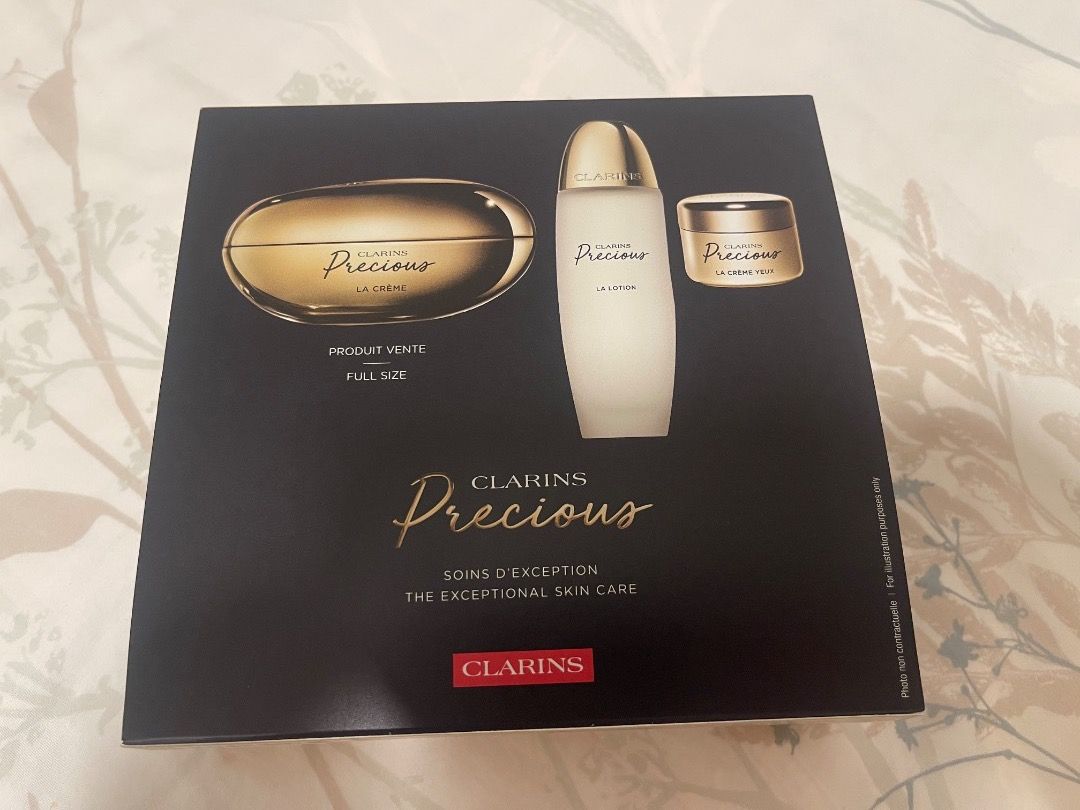 CLARINS
Precious
LA CRÈME
PRODUIT VENTE
FULL SIZE
CLARINS
CLARINS
Precious
LA LOTION
CLARINS
Precious
LA CRÈME YEUX
CLARINS
Precious
SOINS D'EXCEPTION
THE EXCEPTIONAL SKIN CARE
CLARINS
Photo non contractuelle | For illustration purposes only